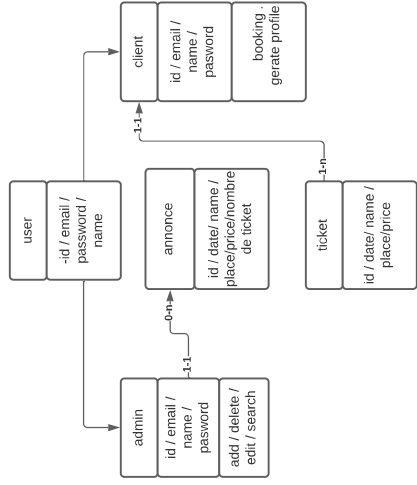 user
-id / email /
password /
name
admin
id / email /
name /
pasword
add / delete /
edit / search
1-1
0-n
annonce
id / date/ name /
place/price/nombre
de ticket
client
id / email /
name /
pasword
booking .
gerate profile
1-1
1-n
ticket
id / date/ name /
place/price